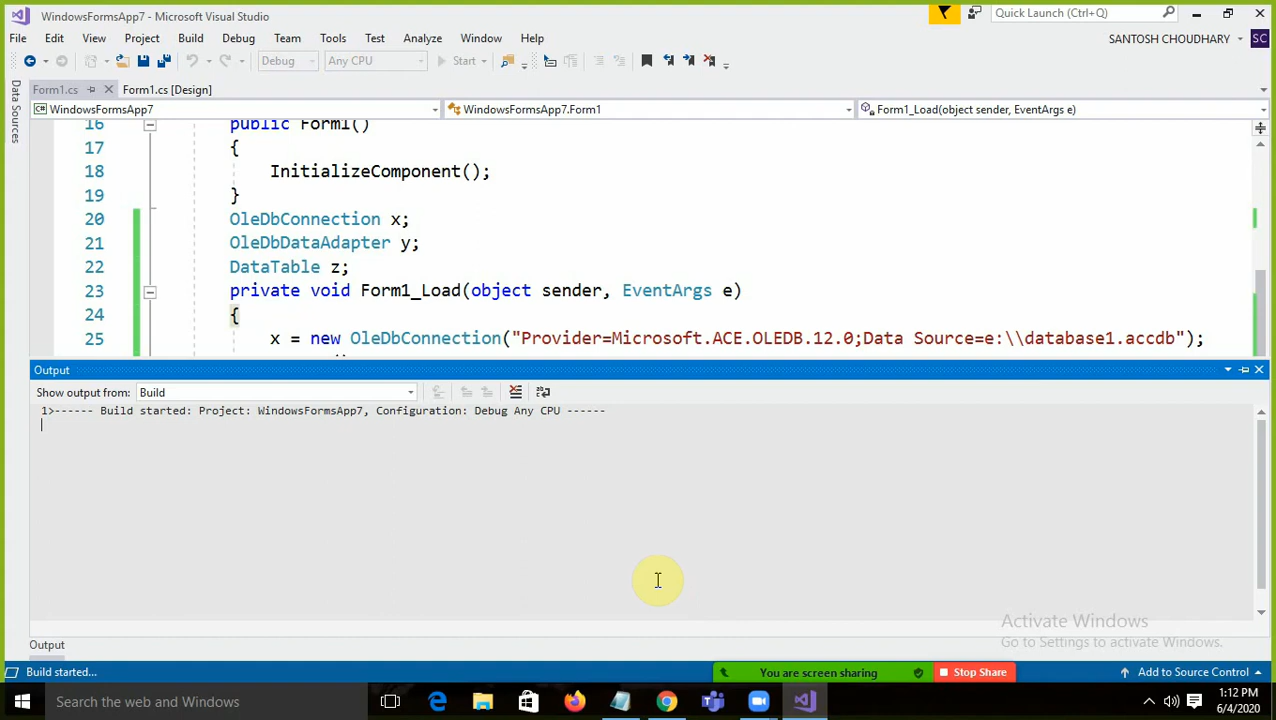 WindowsFormsApp7 - Microsoft Visual Studio
Quick Launch (Ctrl+Q)
File Edit View Project Build Debug Team Tools Test Analyze Window Help
SANTOSH CHOUDHARY SC
Debug Any CPU Start
Form1.cs Form1.cs [Design]
WindowsFormsApp7 WindowsFormsApp7.Form1 Form1_Load(object sender, EventArgs e)
Data Sources
16 public Form1()
17 {
18 InitializeComponent();
19 }
20 OleDbConnection x;
21 OleDbDataAdapter y;
22 DataTable z;
23 private void Form1_Load(object sender, EventArgs e)
24 {
25 x = new OleDbConnection("Provider=Microsoft.ACE.OLEDB.12.0;Data Source=e:\\database1.accdb");
Output
Show output from: Build
1>------ Build started: Project: WindowsFormsApp7, Configuration: Debug Any CPU ------
Activate Windows
Go to Settings to activate Windows.
Output
Build started...
You are screen sharing
Stop Share
Add to Source Control
Search the web and Windows
1:12 PM
6/4/2020